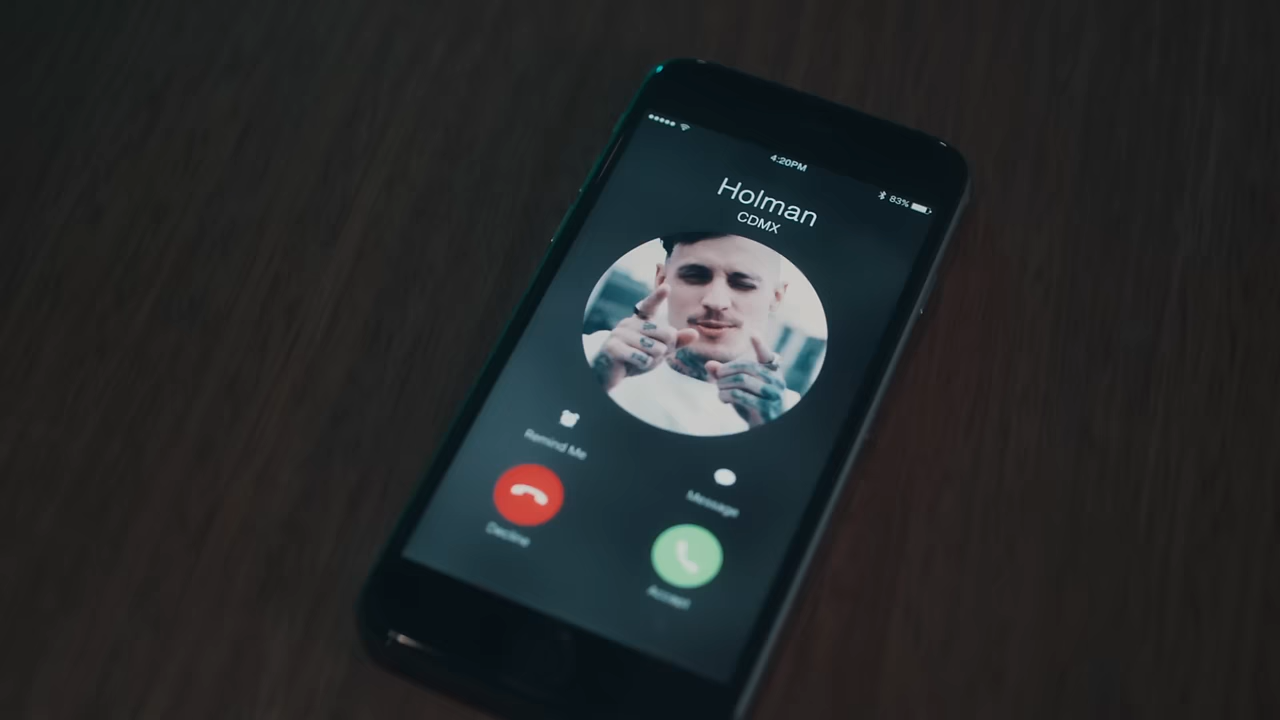 4:20PM
83%
Holman
CDMX
Remind Me
Message
Decline
Accept